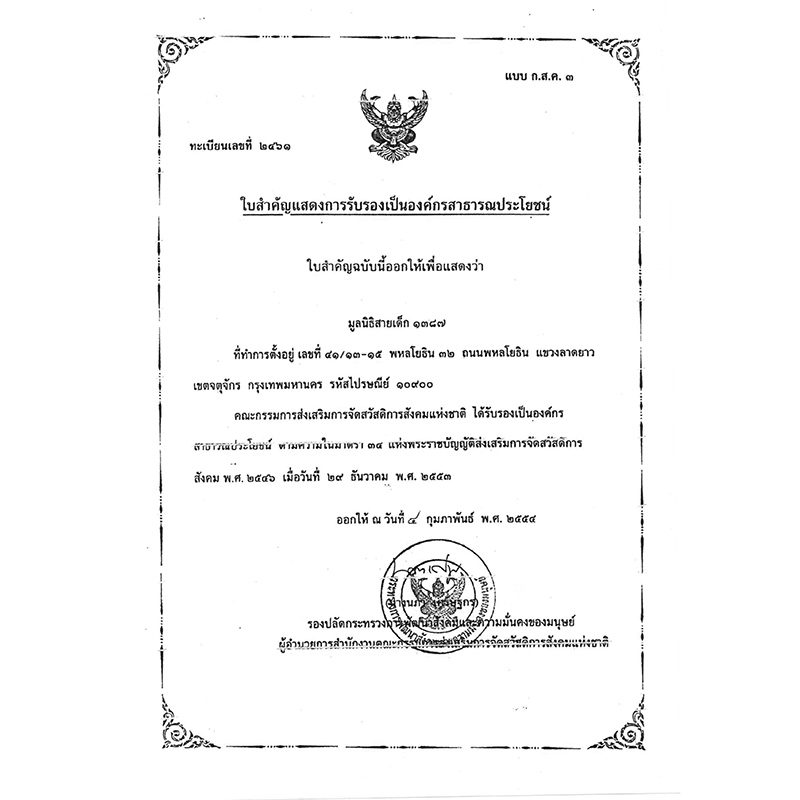 แบบ ก.ส.ค. ๓
ทะเบียนเลขที่ ๒๔๖๑
ใบสำคัญแสดงการรับรองเป็นองค์กรสาธารณประโยชน์
ใบสำคัญฉบับนี้ออกให้เพื่อแสดงว่า
มูลนิธิสายเด็ก ๑๓๘๗
ที่ทำการตั้งอยู่ เลขที่ ๔๑/๑๓-๑๕ พหลโยธิน ๓๒ ถนนพหลโยธิน แขวงลาดยาว
เขตจตุจักร กรุงเทพมหานคร รหัสไปรษณีย์ ๑๐๙๐๐
คณะกรรมการส่งเสริมการจัดสวัสดิการสังคมแห่งชาติ ได้รับรองเป็นองค์กร
สาธารณประโยชน์ ตามความในมาตรา ๓๔ แห่งพระราชบัญญัติส่งเสริมการจัดสวัสดิการ
สังคม พ.ศ. ๒๕๔๖ เมื่อวันที่ ๒๙ ธันวาคม พ.ศ. ๒๕๕๓
ออกให้ ณ วันที่ ๔ กุมภาพันธ์ พ.ศ. ๒๕๕๔
รองปลัดกระทรวงการพัฒนาสังคมและความมั่นคงของมนุษย์
ผู้อำนวยการสำนักงานคณะกรรมการส่งเสริมการจัดสวัสดิการสังคมแห่งชาติ